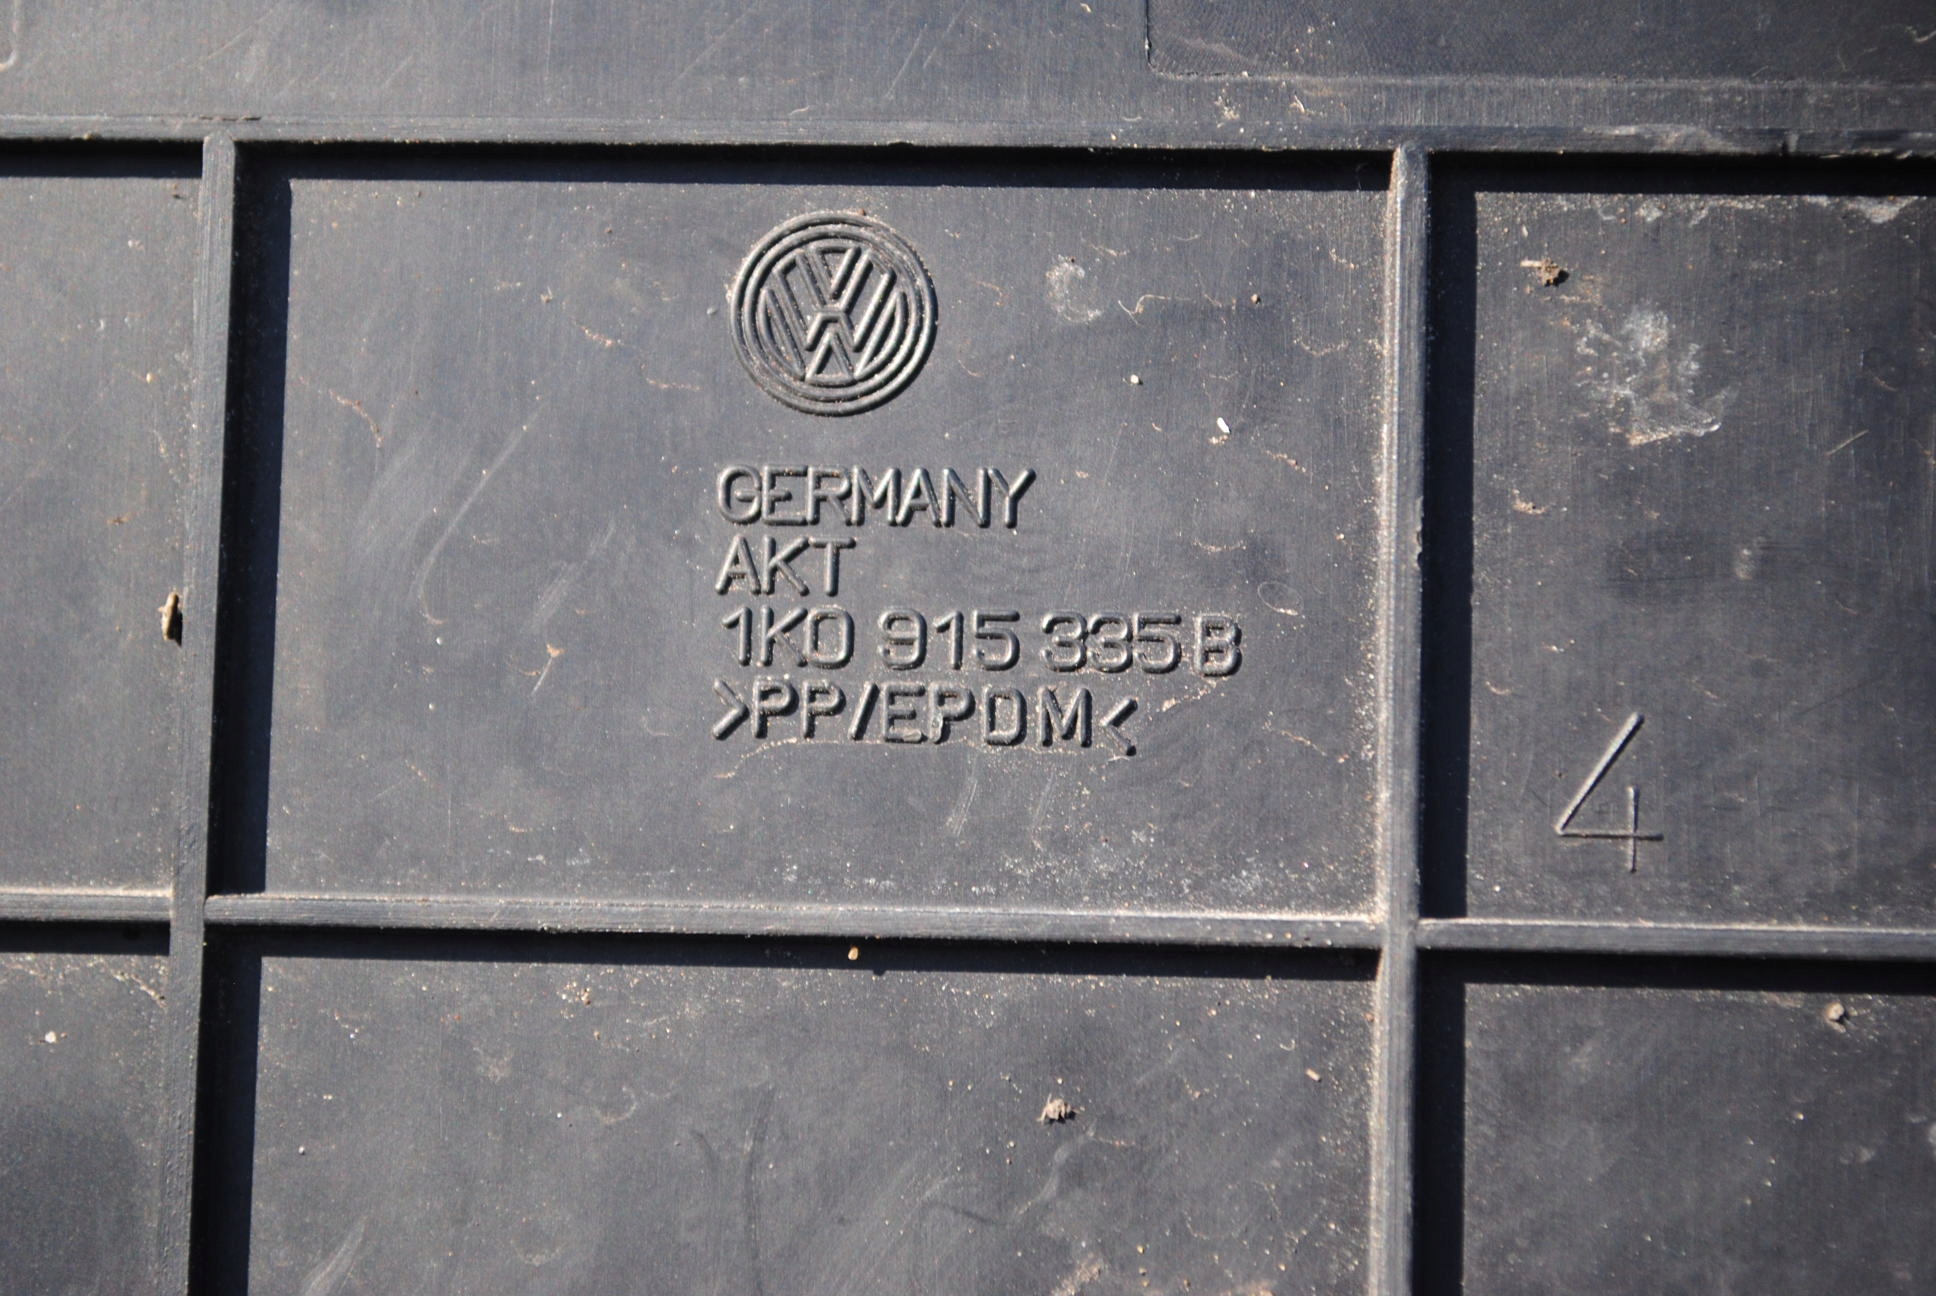 GERMANY
AKT
1K0 915 335 B
>PP/EPDM<
4